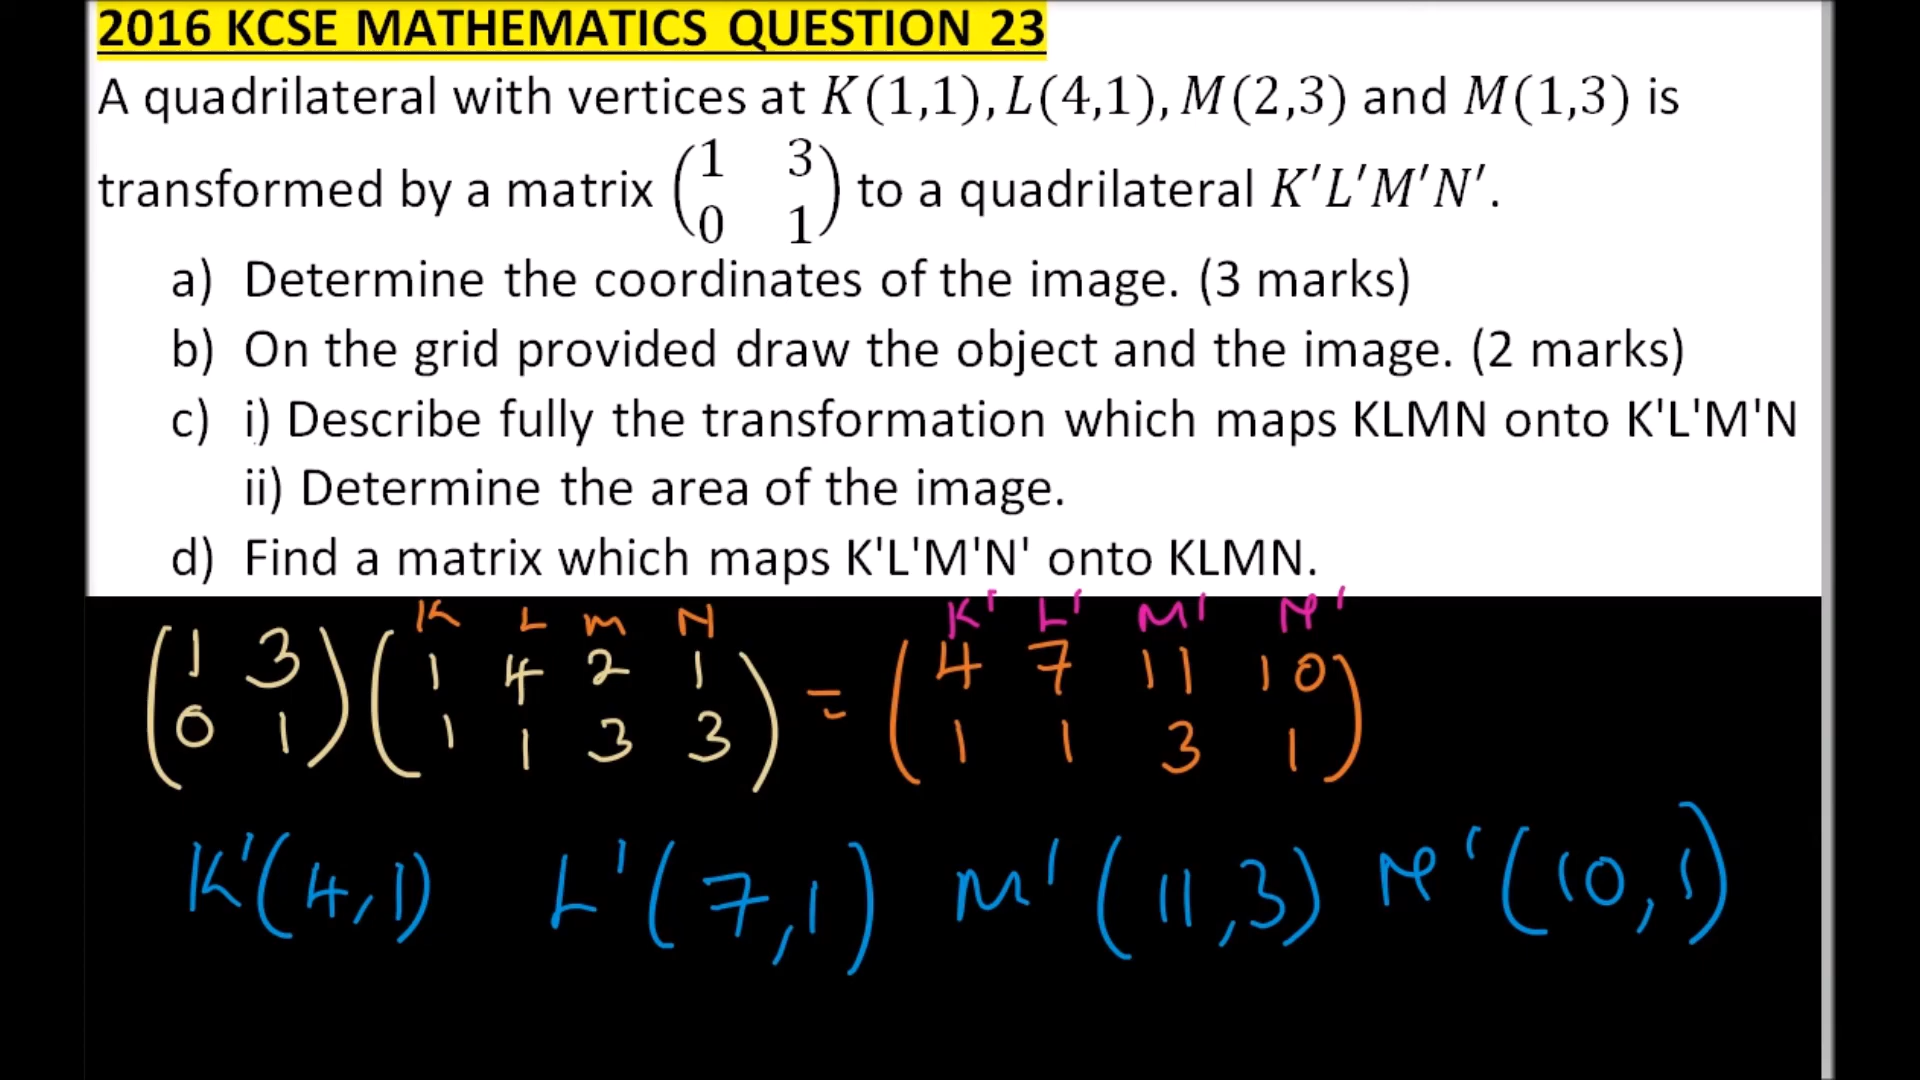 2016 KCSE MATHEMATICS QUESTION 23
A quadrilateral with vertices at K(1,1), L(4,1), M(2,3) and M(1,3) is
transformed by a matrix (1 3
0 1) to a quadrilateral K′L′M′N′.
a) Determine the coordinates of the image. (3 marks)
b) On the grid provided draw the object and the image. (2 marks)
c) i) Describe fully the transformation which maps KLMN onto K'L'M'N
ii) Determine the area of the image.
d) Find a matrix which maps K'L'M'N' onto KLMN.
K L M N K' L' M' N'
(1 3) (1 4 2 1) = (4 7 11 10)
(0 1) (1 1 3 3) (1 1 3 1)
K'(4,1) L'(7,1) M'(11,3) N'(10,1)